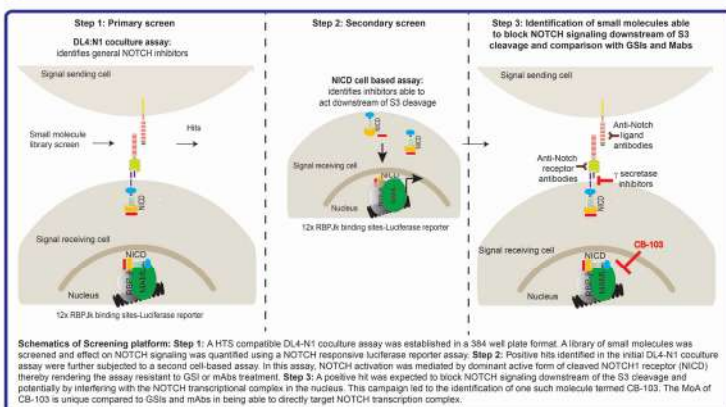 Step 1: Primary screen
DL4:N1 coculture assay:
identifies general NOTCH inhibitors
Signal sending cell
Small molecule
library screen
Hits
NICD
Signal receiving cell
NICD
RBPJ
MAML
Nucleus
12x RBPJk binding sites-Luciferase reporter
Step 2: Secondary screen
NICD cell based assay:
identifies inhibitors able to
act downstream of S3 cleavage
NICD
NICD
Signal receiving cell
NICD
Nucleus
12x RBPJk binding sites-Luciferase reporter
Step 3: Identification of small molecules able
to block NOTCH signaling downstream of S3
cleavage and comparison with GSIs and Mabs
Signal sending cell
Anti-Notch
ligand
antibodies
Anti-Notch
receptor
antibodies
γ secretase
inhibitors
NICD
Signal receiving cell
CB-103
NICD
RBPJ
MAML
Nucleus
Schematics of Screening platform: Step 1: A HTS compatible DL4-N1 coculture assay was established in a 384 well plate format. A library of small molecules was
screened and effect on NOTCH signaling was quantified using a NOTCH responsive luciferase reporter assay. Step 2: Positive hits identified in the initial DL4-N1 coculture
assay were further subjected to a second cell-based assay. In this assay, NOTCH activation was mediated by dominant active form of cleaved NOTCH1 receptor (NICD)
thereby rendering the assay resistant to GSI or mAbs treatment. Step 3: A positive hit was expected to block NOTCH signaling downstream of the S3 cleavage and
potentially by interfering with the NOTCH transcriptional complex in the nucleus. This campaign led to the identification of one such molecule termed CB-103. The MoA of
CB-103 is unique compared to GSIs and mAbs in being able to directly target NOTCH transcription complex.